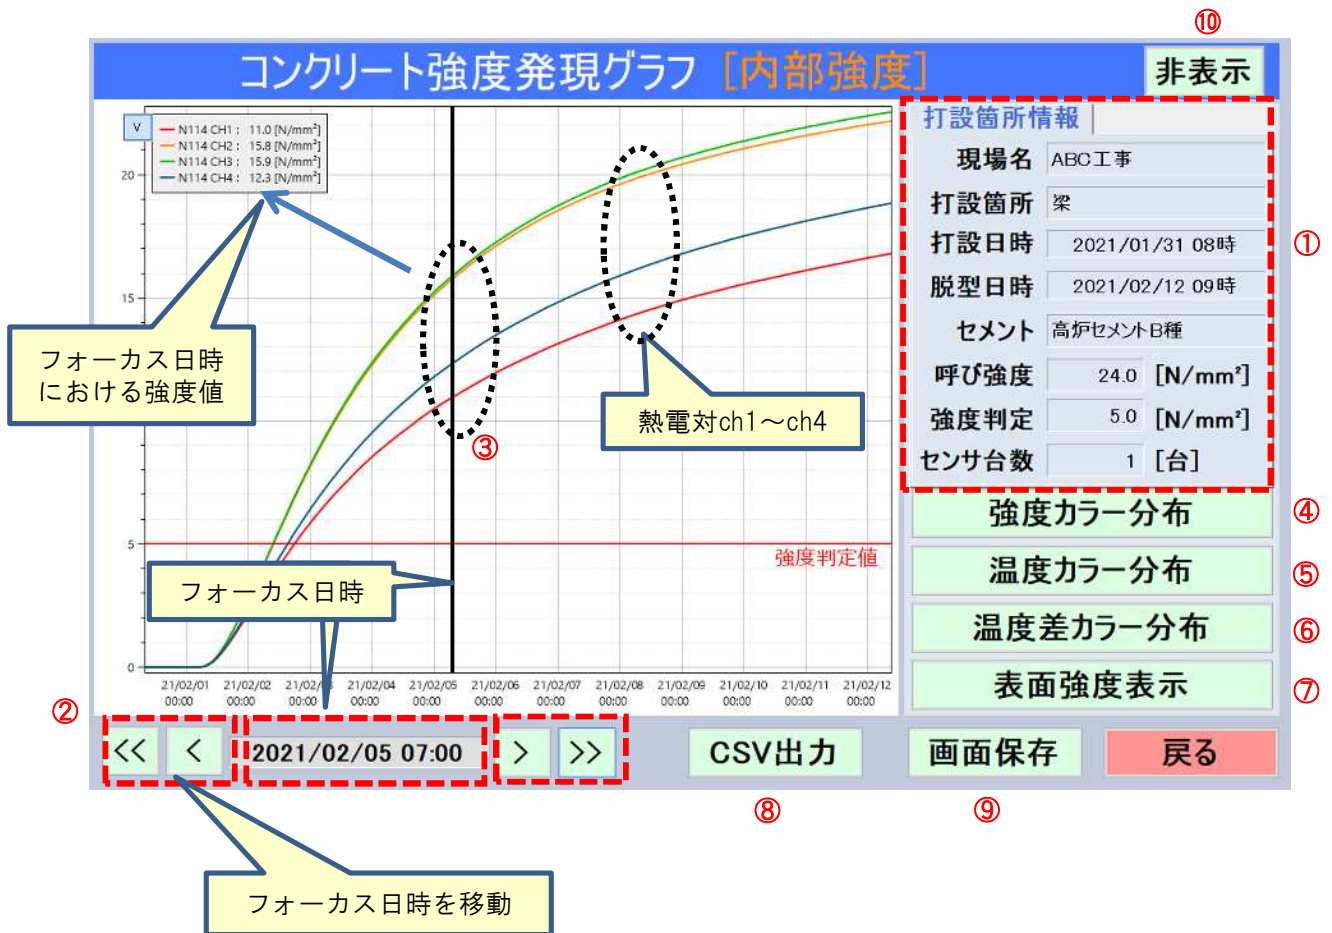 ⑩
コンクリート強度発現グラフ [内部強度]
非表示
V
N114 CH1 : 11.0 [N/mm²]
N114 CH2 : 15.8 [N/mm²]
N114 CH3 : 15.9 [N/mm²]
N114 CH4 : 12.3 [N/mm²]
20
15
5
0
フォーカス日時
における強度値
熱電対ch1～ch4
③
強度判定値
フォーカス日時
21/02/01 21/02/02 21/02/03 21/02/04 21/02/05 21/02/06 21/02/07 21/02/08 21/02/09 21/02/10 21/02/11 21/02/12
00:00 00:00 00:00 00:00 00:00 00:00 00:00 00:00 00:00 00:00 00:00 00:00
打設箇所情報
現場名 ABC工事
打設箇所 梁
打設日時 2021/01/31 08時
①
脱型日時 2021/02/12 09時
セメント 高炉セメントB種
呼び強度 24.0 [N/mm²]
強度判定 5.0 [N/mm²]
センサ台数 1 [台]
強度カラー分布
④
温度カラー分布
⑤
温度差カラー分布
⑥
表面強度表示
⑦
②
<< < 2021/02/05 07:00 > >>
CSV出力
画面保存
戻る
⑧
⑨
フォーカス日時を移動